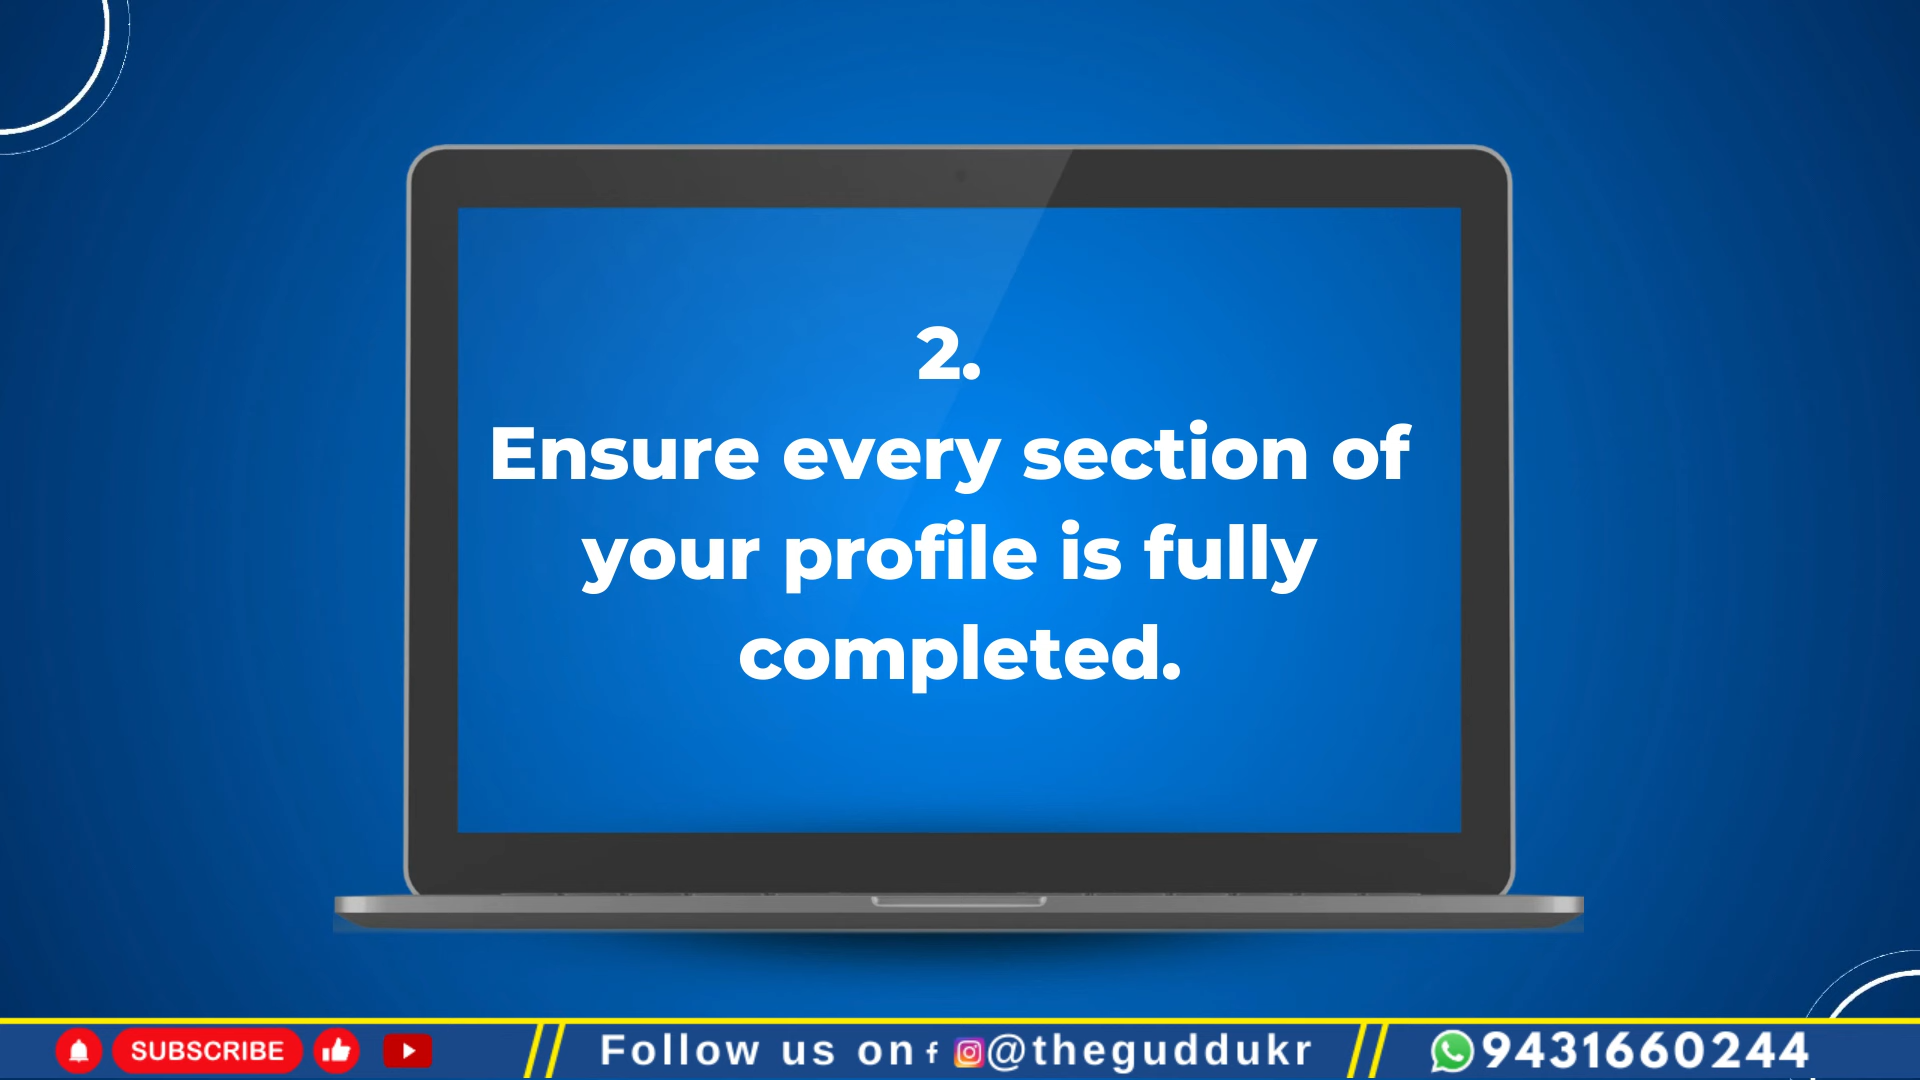 2.
Ensure every section of
your profile is fully
completed.
SUBSCRIBE
Follow us on f @theguddukr
9431660244